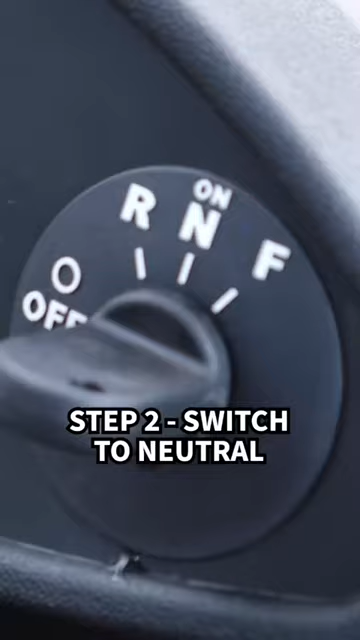 ON
R N F
O
OFF
STEP 2 - SWITCH
TO NEUTRAL